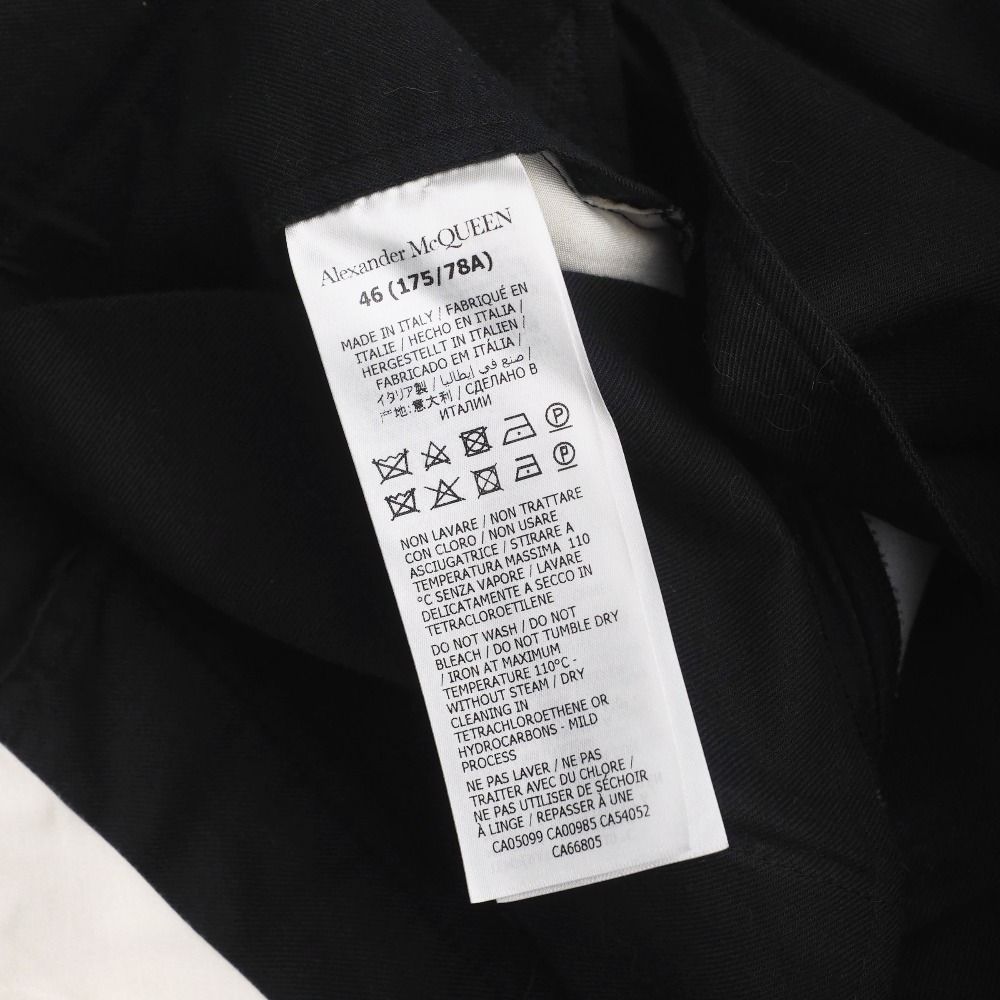 Alexander McQUEEN
46 (175/78A)
MADE IN ITALY / FABRIQUÉ EN
ITALIE / HECHO EN ITALIA /
HERGESTELLT IN ITALIEN /
FABRICADO EM ITÁLIA /
イタリア製 / صنع في إيطاليا /
产地:意大利 / СДЕЛАНО В
ИТАЛИИ
P
P
NON LAVARE / NON TRATTARE
CON CLORO / NON USARE
ASCIUGATRICE / STIRARE A
TEMPERATURA MASSIMA 110
°C SENZA VAPORE / LAVARE
DELICATAMENTE A SECCO IN
TETRACLOROETILENE
DO NOT WASH / DO NOT
BLEACH / DO NOT TUMBLE DRY
/ IRON AT MAXIMUM
TEMPERATURE 110°C -
WITHOUT STEAM / DRY
CLEANING IN
TETRACHLOROETHENE OR
HYDROCARBONS - MILD
PROCESS
NE PAS LAVER / NE PAS
TRAITER AVEC DU CHLORE /
NE PAS UTILISER DE SÉCHOIR
À LINGE / REPASSER À UNE
CA05099 CA00985 CA54052
CA66805